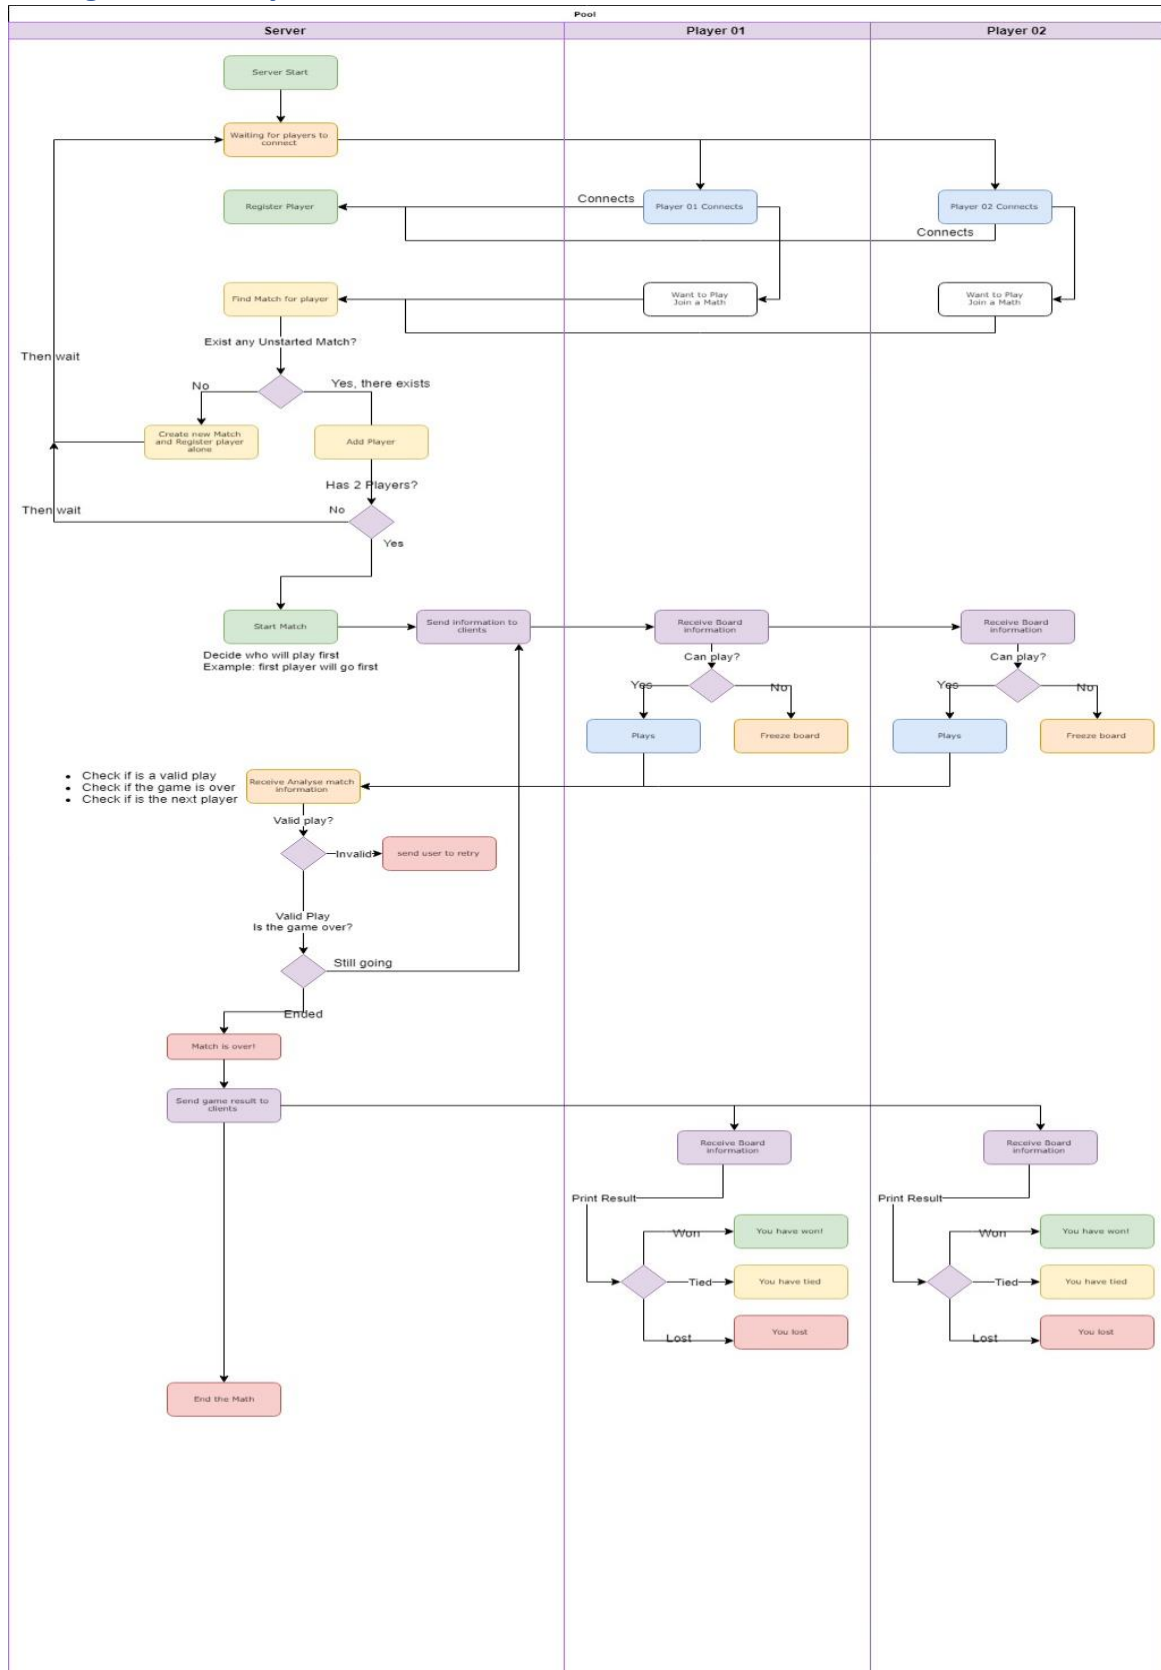 Pool
Server
Player 01
Player 02
Server Start
Waiting for players to
connect
Connects
Register Player
Player 01 Connects
Player 02 Connects
Connects
Find Match for player
Want to Play
Join a Math
Want to Play
Join a Math
Exist any Unstarted Match?
Then wait
No
Yes, there exists
Create new Match
and Register player
alone
Add Player
Has 2 Players?
Then wait
No
Yes
Start Match
Send information to
clients
Receive Board
information
Receive Board
information
Decide who will play first
Example: first player will go first
Can play?
Can play?
Yes
No
Yes
No
Plays
Freeze board
Plays
Freeze board
• Check if is a valid play
• Check if the game is over
• Check if is the next player
Receive Analyse match
information
Valid play?
Invalid
send user to retry
Valid Play
Is the game over?
Still going
Ended
Match is over!
Send game result to
clients
Receive Board
information
Receive Board
information
Print Result
Print Result
Won
You have won!
Won
You have won!
Tied
You have tied
Tied
You have tied
Lost
You lost
Lost
You lost
End the Math